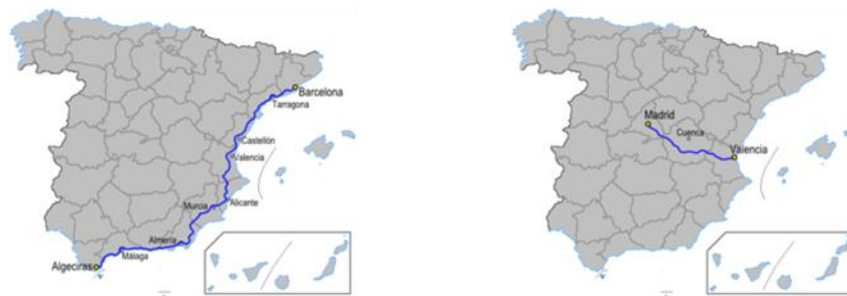 Barcelona
Tarragona
Castellón
Valencia
Alicante
Murcia
Almería
Málaga
Algeciras
Madrid
Cuenca
Valencia